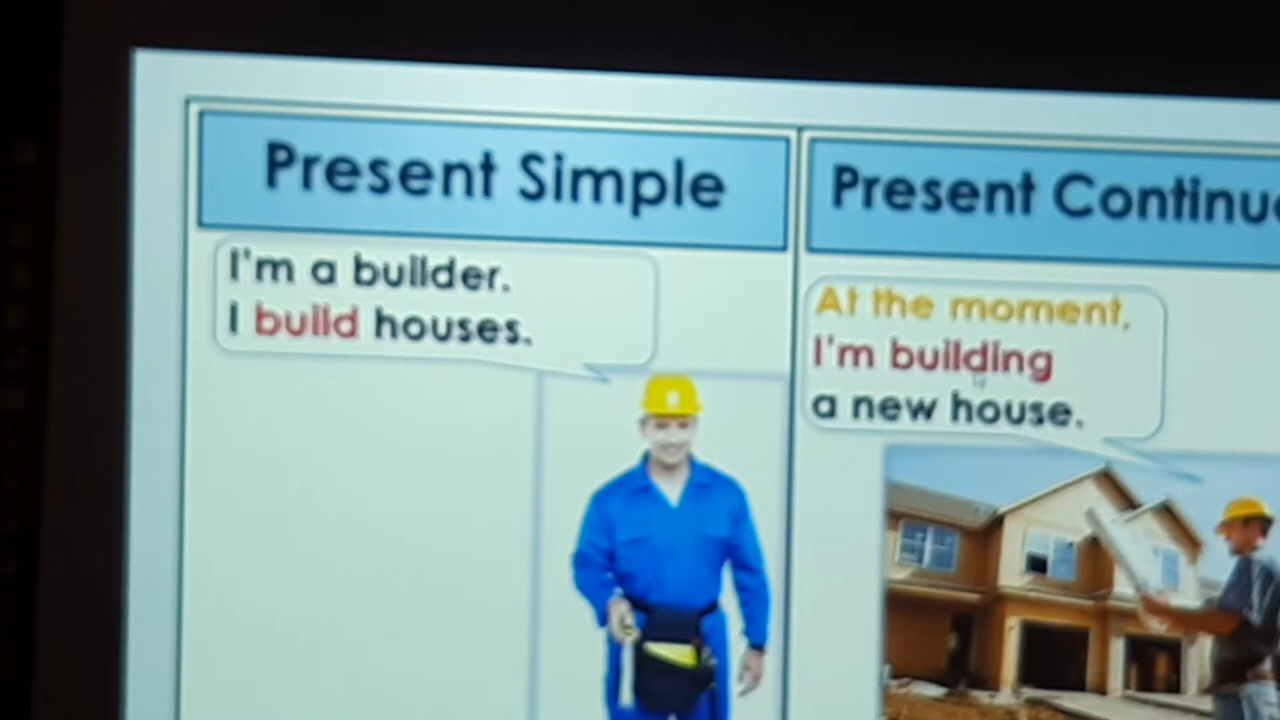 Present Simple
I'm a builder.
I build houses.
Present Continu
At the moment,
I'm building
a new house.